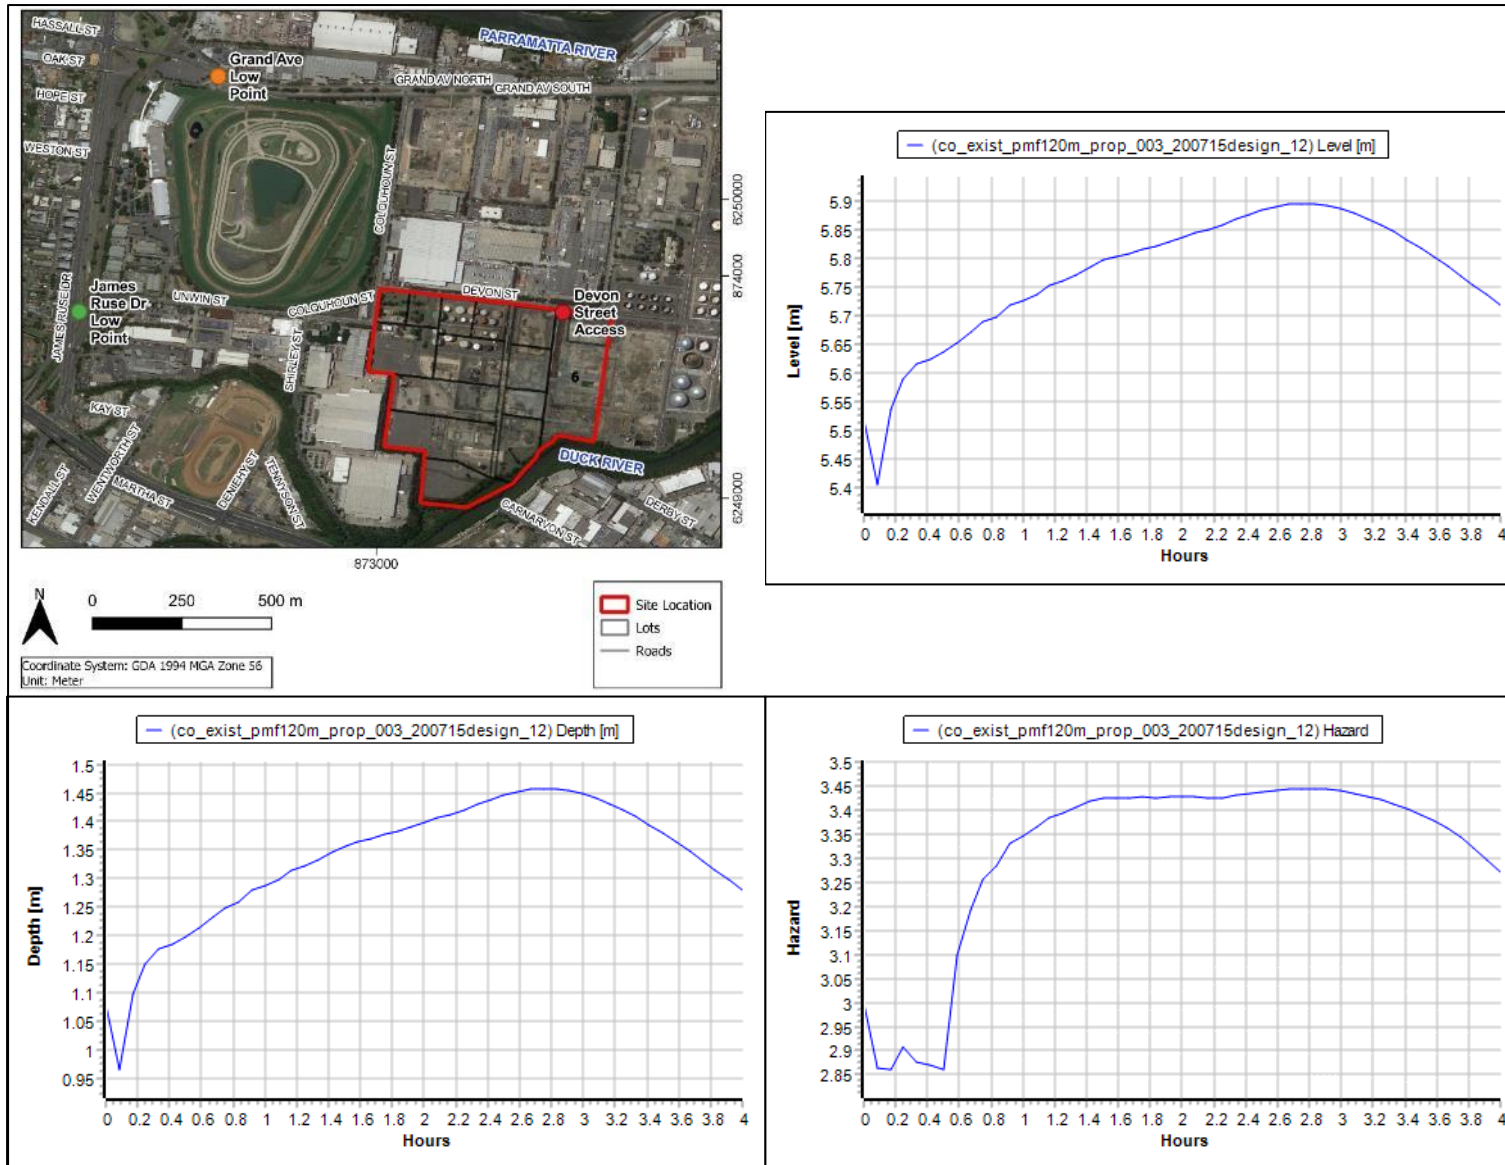 HASSALL ST
OAK ST
HOPE ST
WESTON ST
Grand Ave
Low
Point
PARRAMATTA RIVER
GRAND AV NORTH
GRAND AV SOUTH
COLQUHOUN ST
JAMES RUSE DR
James
Ruse Dr
Low
Point
UNWIN ST
COLQUHOUN ST
DEVON ST
Devon
Street
Access
SHIRLEY ST
6
KAY ST
WENTWORTH ST
KENDALL ST
MARTHA ST
DENIEHY ST
TENNYSON ST
DUCK RIVER
CARNARVON ST
DERBY ST
6250000
874000
6249000
873000
N
0 250 500 m
Coordinate System: GDA 1994 MGA Zone 56
Unit: Meter
Site Location
Lots
Roads
(co_exist_pmf120m_prop_003_200715design_12) Level [m]
Level [m]
5.9
5.85
5.8
5.75
5.7
5.65
5.6
5.55
5.5
5.45
5.4
0 0.2 0.4 0.6 0.8 1 1.2 1.4 1.6 1.8 2 2.2 2.4 2.6 2.8 3 3.2 3.4 3.6 3.8 4
Hours
(co_exist_pmf120m_prop_003_200715design_12) Depth [m]
Depth [m]
1.5
1.45
1.4
1.35
1.3
1.25
1.2
1.15
1.1
1.05
1
0.95
0 0.2 0.4 0.6 0.8 1 1.2 1.4 1.6 1.8 2 2.2 2.4 2.6 2.8 3 3.2 3.4 3.6 3.8 4
Hours
(co_exist_pmf120m_prop_003_200715design_12) Hazard
Hazard
3.5
3.45
3.4
3.35
3.3
3.25
3.2
3.15
3.1
3.05
3
2.95
2.9
2.85
0 0.2 0.4 0.6 0.8 1 1.2 1.4 1.6 1.8 2 2.2 2.4 2.6 2.8 3 3.2 3.4 3.6 3.8 4
Hours